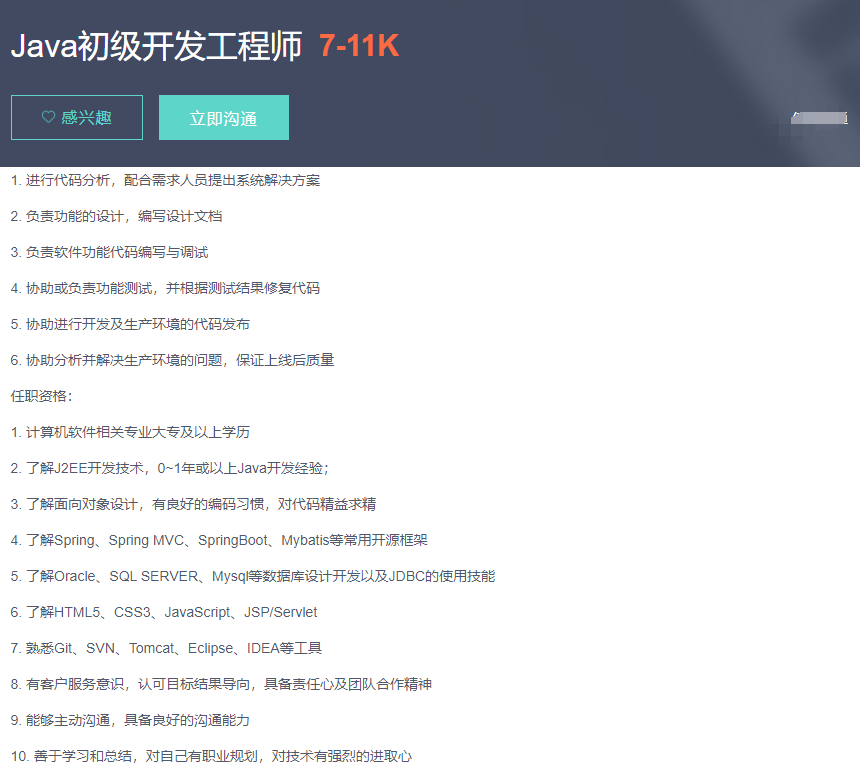 Java初级开发工程师 7-11K
♡ 感兴趣 立即沟通
1. 进行代码分析，配合需求人员提出系统解决方案
2. 负责功能的设计，编写设计文档
3. 负责软件功能代码编写与调试
4. 协助或负责功能测试，并根据测试结果修复代码
5. 协助进行开发及生产环境的代码发布
6. 协助分析并解决生产环境的问题，保证上线后质量
任职资格：
1. 计算机软件相关专业大专及以上学历
2. 了解J2EE开发技术，0~1年或以上Java开发经验；
3. 了解面向对象设计，有良好的编码习惯，对代码精益求精
4. 了解Spring、Spring MVC、SpringBoot、Mybatis等常用开源框架
5. 了解Oracle、SQL SERVER、Mysql等数据库设计开发以及JDBC的使用技能
6. 了解HTML5、CSS3、JavaScript、JSP/Servlet
7. 熟悉Git、SVN、Tomcat、Eclipse、IDEA等工具
8. 有客户服务意识，认可目标结果导向，具备责任心及团队合作精神
9. 能够主动沟通，具备良好的沟通能力
10. 善于学习和总结，对自己有职业规划，对技术有强烈的进取心